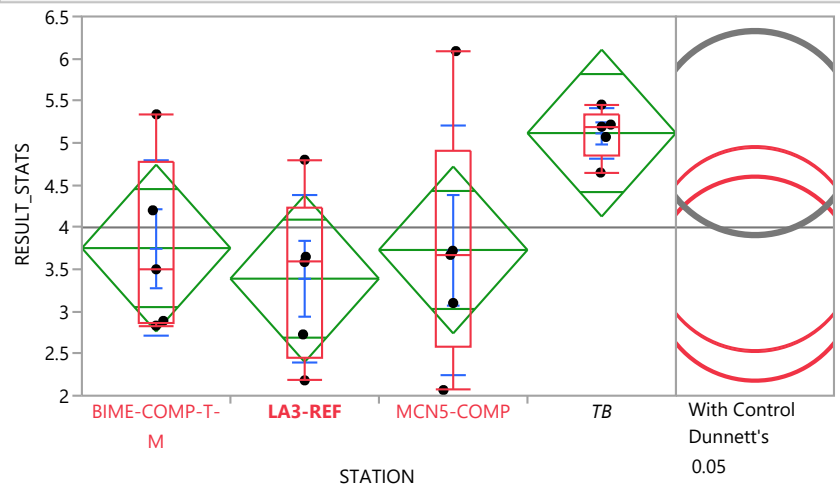 6.5
6
5.5
5
4.5
4
3.5
3
2.5
2
RESULT_STATS
BIME-COMP-T-
M
LA3-REF
MCN5-COMP
TB
STATION
With Control
Dunnett's
0.05